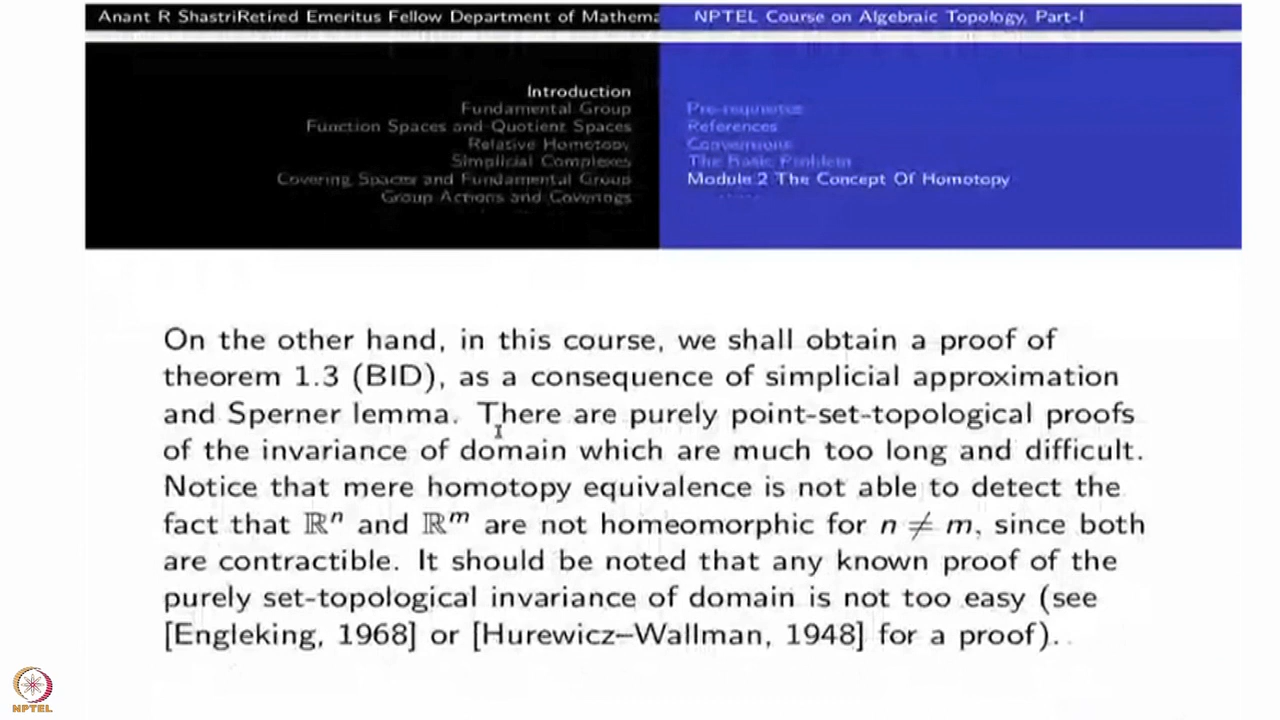 Anant R ShastriRetired Emeritus Fellow Department of Mathema
NPTEL Course on Algebraic Topology, Part-I
Introduction
Fundamental Group
Function Spaces and Quotient Spaces
Relative Homotopy
Simplicial Complexes
Covering Spaces and Fundamental Group
Group Actions and Coverings
Pre-requisites
References
Conventions
The Basic Problem
Module 2 The Concept Of Homotopy
On the other hand, in this course, we shall obtain a proof of
theorem 1.3 (BID), as a consequence of simplicial approximation
and Sperner lemma. There are purely point-set-topological proofs
of the invariance of domain which are much too long and difficult.
Notice that mere homotopy equivalence is not able to detect the
fact that ℝⁿ and ℝᵐ are not homeomorphic for n ≠ m, since both
are contractible. It should be noted that any known proof of the
purely set-topological invariance of domain is not too easy (see
[Engleking, 1968] or [Hurewicz–Wallman, 1948] for a proof).
NPTEL